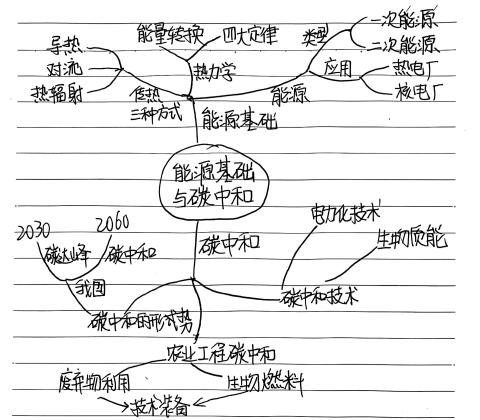 能量转换
四大定律
类型
一次能源
二次能源
导热
对流
热辐射
热力学
应用
热电厂
核电厂
传热
三种方式
能源
能源基础
能源基础
与碳中和
2030
2060
碳达峰
碳中和
碳中和
电力化技术
生物质能
我国
碳中和的形式势
碳中和技术
农业工程碳中和
废弃物利用
生物燃料
技术装备